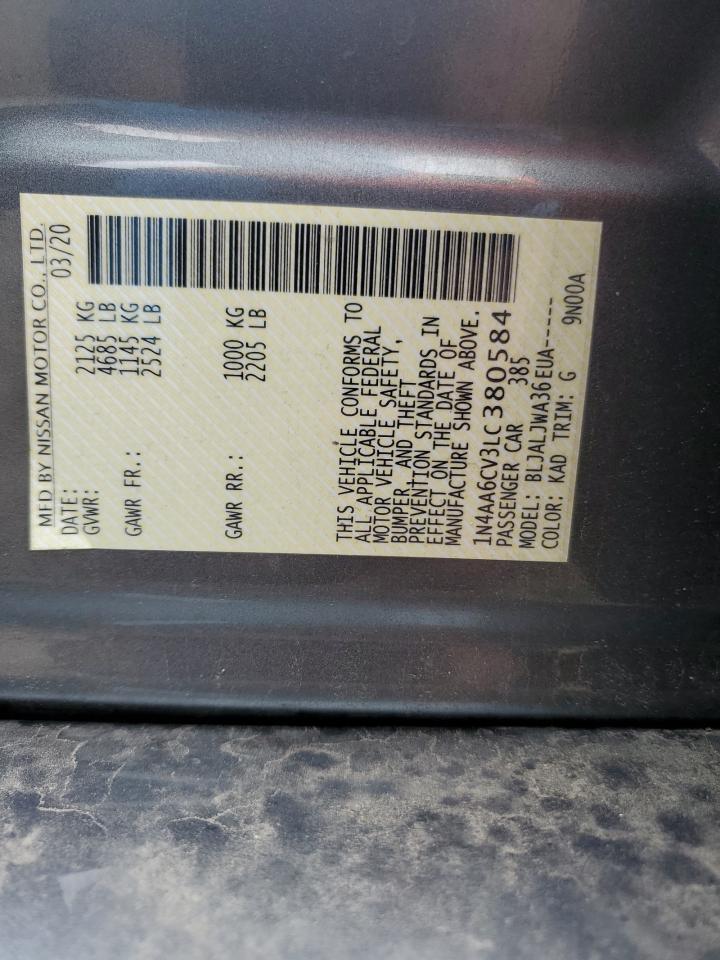 MFD BY NISSAN MOTOR CO., LTD.
DATE: 03/20
GVWR: 2125 KG
4685 LB
GAWR FR.: 1145 KG
2524 LB
GAWR RR.: 1000 KG
2205 LB
THIS VEHICLE CONFORMS TO
ALL APPLICABLE FEDERAL
MOTOR VEHICLE SAFETY,
BUMPER, AND THEFT
PREVENTION STANDARDS IN
EFFECT ON THE DATE OF
MANUFACTURE SHOWN ABOVE.
1N4AA6CV3LC380584
PASSENGER CAR 385
MODEL: BLJALJWA36EUA-----
COLOR: KAD TRIM: G 9N00A